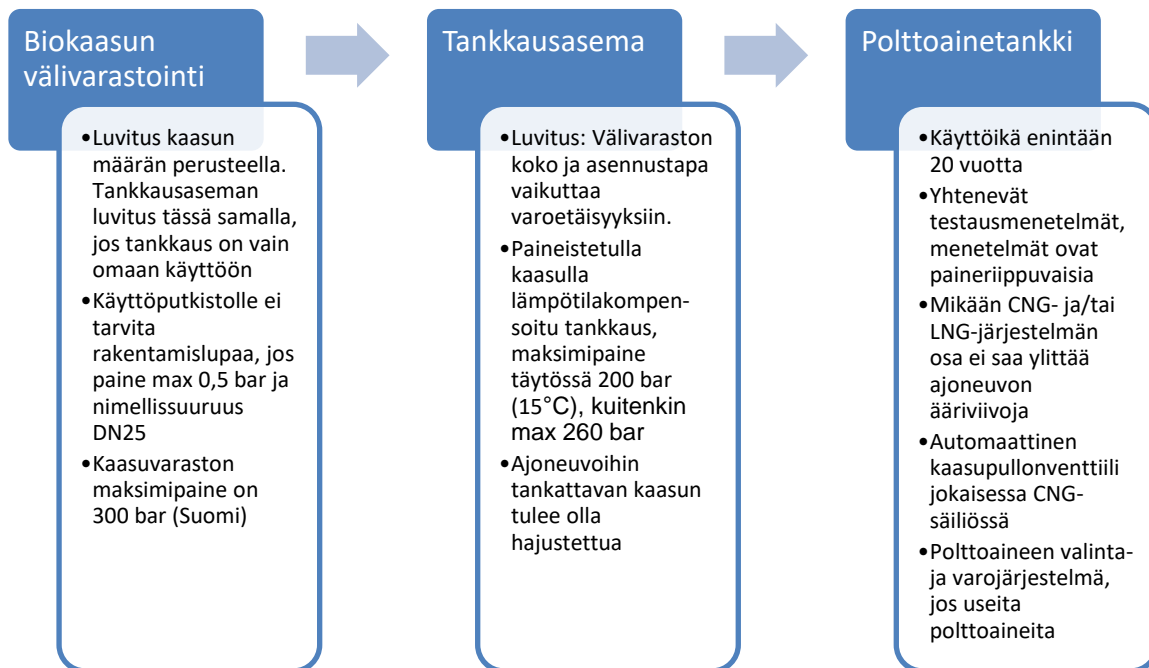 Biokaasun
välivarastointi
•Luvitus kaasun
määrän perusteella.
Tankkausaseman
luvitus tässä samalla,
jos tankkaus on vain
omaan käyttöön
•Käyttöputkistolle ei
tarvita
rakentamislupaa, jos
paine max 0,5 bar ja
nimellissuuruus
DN25
•Kaasuvaraston
maksimipaine on
300 bar (Suomi)
Tankkausasema
•Luvitus: Välivaraston
koko ja asennustapa
vaikuttaa
varoetäisyyksiin.
•Paineistetulla
kaasulla
lämpötilakompen-
soitu tankkaus,
maksimipaine
täytössä 200 bar
(15°C), kuitenkin
max 260 bar
•Ajoneuvoihin
tankattavan kaasun
tulee olla
hajustettua
Polttoainetankki
•Käyttöikä enintään
20 vuotta
•Yhtenevät
testausmenetelmät,
menetelmät ovat
paineriippuvaisia
•Mikään CNG- ja/tai
LNG-järjestelmän
osa ei saa ylittää
ajoneuvon
ääriviivoja
•Automaattinen
kaasupullonventtiili
jokaisessa CNG-
säiliössä
•Polttoaineen valinta-
ja varojärjestelmä,
jos useita
polttoaineita